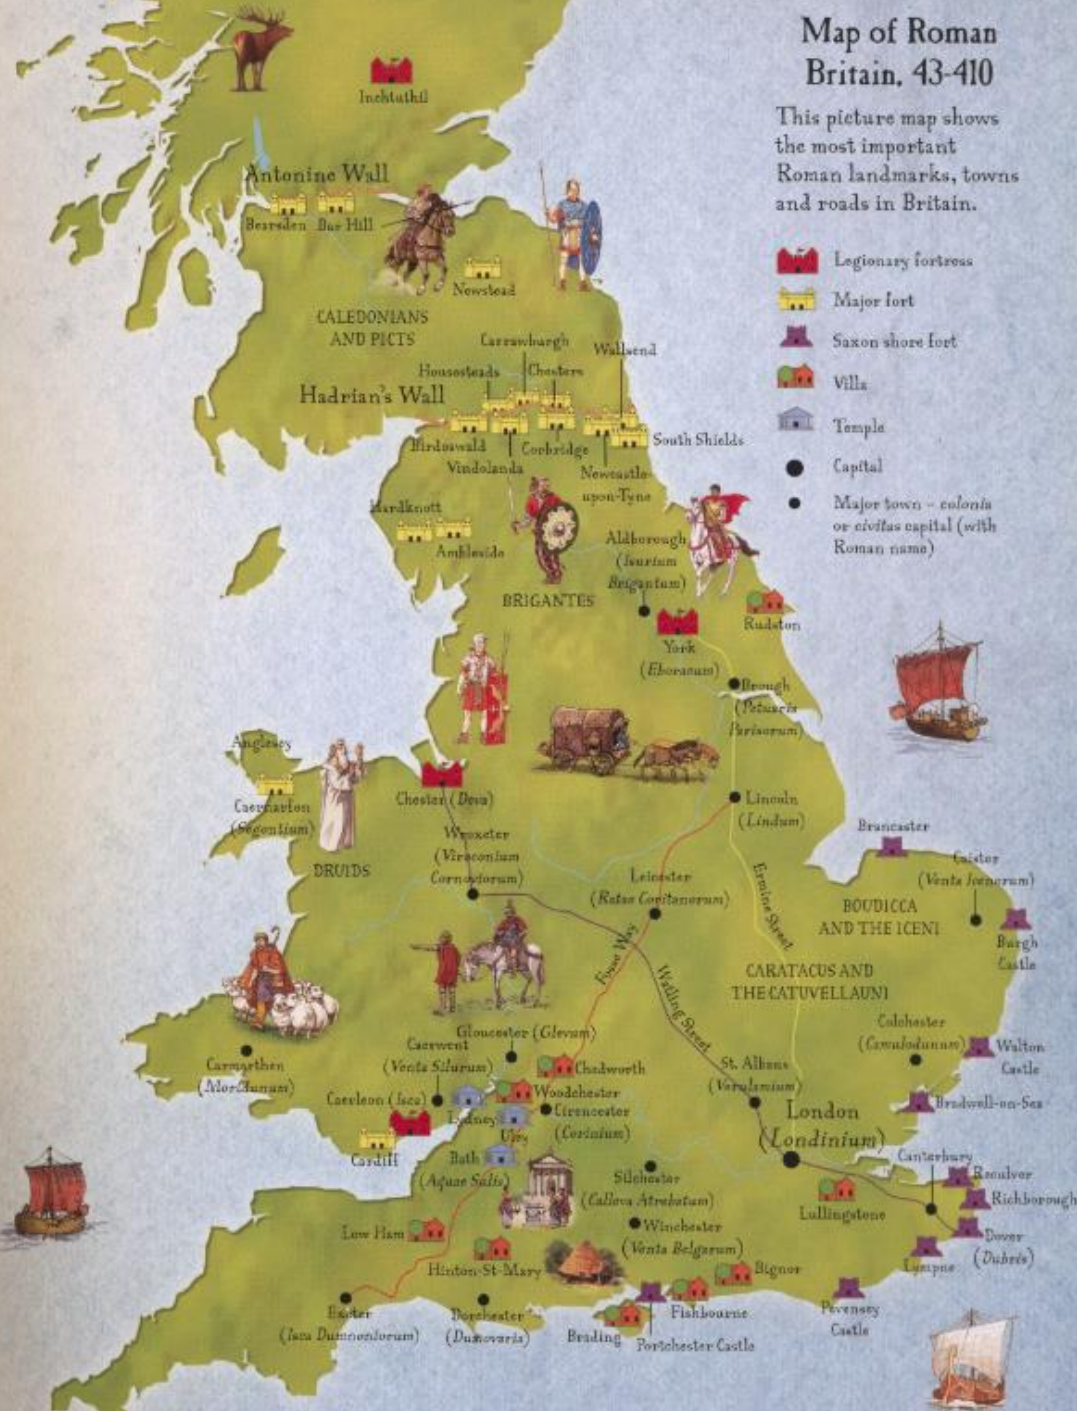 Map of Roman
Britain, 43-410
This picture map shows
the most important
Roman landmarks, towns
and roads in Britain.
Legionary fortress
Major fort
Saxon shore fort
Villa
Temple
Capital
Major town – colonia
or civitas capital (with
Roman name)
Inchtuthil
Antonine Wall
Bearsden
Bar Hill
Newstead
CALEDONIANS
AND PICTS
Carrawburgh
Wallsend
Housesteads
Chesters
Hadrian's Wall
South Shields
Birdoswald
Corbridge
Vindolanda
Newcastle-
upon-Tyne
Hardknott
Ambleside
Aldborough
(Isurium
Brigantum)
BRIGANTES
Rudston
York
(Eboracum)
Brough
(Petuaria
Parisorum)
Anglesey
Caernarfon
(Segontium)
DRUIDS
Chester (Deva)
Wroxeter
(Viroconium
Cornoviorum)
Lincoln
(Lindum)
Leicester
(Ratae Coritanorum)
Ermine Street
Fosse Way
Watling Street
Brancaster
Caistor
(Venta Icenorum)
BOUDICCA
AND THE ICENI
Burgh
Castle
CARATACUS AND
THE CATUVELLAUNI
Colchester
(Camulodunum)
Walton
Castle
Bradwell-on-Sea
Carmarthen
(Moridunum)
Gloucester (Glevum)
Caerwent
(Venta Silurum)
Chedworth
Woodchester
Caerleon (Isca)
Lydney
Cirencester
(Corinium)
Uley
Cardiff
Bath
(Aquae Sulis)
St. Albans
(Verulamium)
London
(Londinium)
Canterbury
Reculver
Richborough
Dover
(Dubris)
Lympne
Lullingstone
Silchester
(Calleva Atrebatum)
Winchester
(Venta Belgarum)
Low Ham
Hinton-St-Mary
Bignor
Fishbourne
Brading
Portchester Castle
Pevensey
Castle
Exeter
(Isca Dumnoniorum)
Dorchester
(Durnovaria)